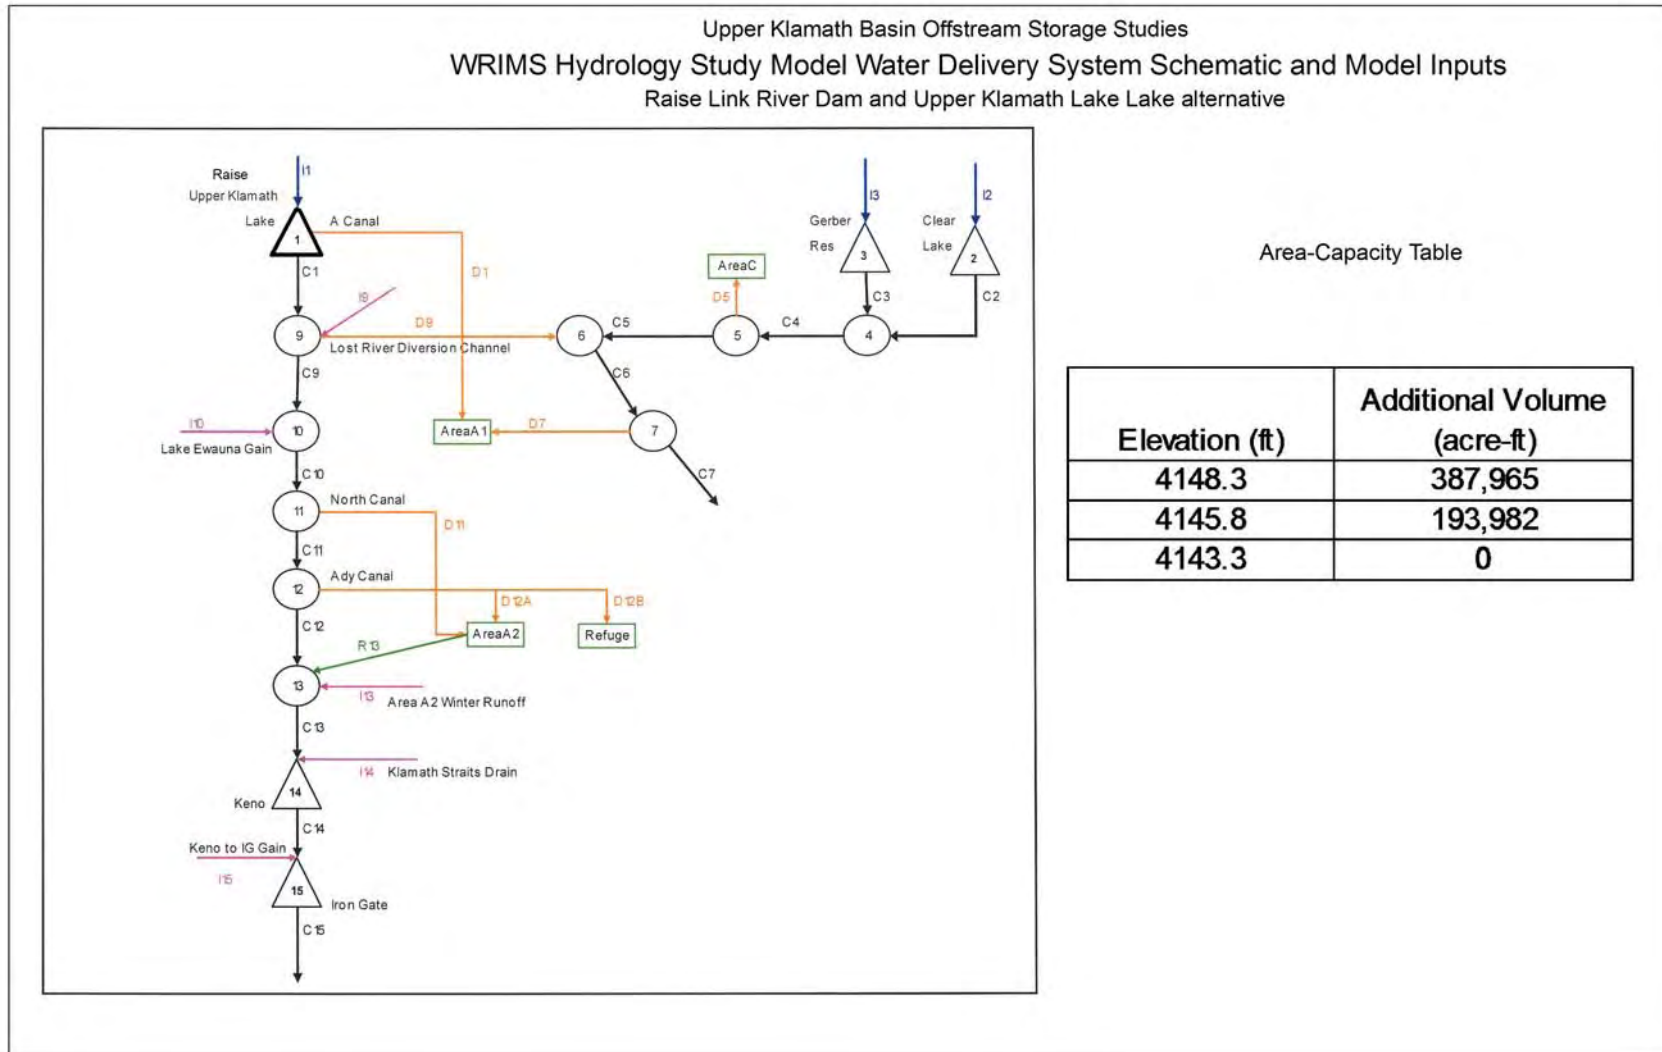 Upper Klamath Basin Offstream Storage Studies
WRIMS Hydrology Study Model Water Delivery System Schematic and Model Inputs
Raise Link River Dam and Upper Klamath Lake Lake alternative
I1
Raise
Upper Klamath
Lake
1
A Canal
D1
C1
I9
9
D9
Lost River Diversion Channel
C9
I10
Lake Ewauna Gain
10
C10
North Canal
11
D11
C11
Ady Canal
12
D12A
D12B
C12
AreaA2
Refuge
R13
13
I13
Area A2 Winter Runoff
C13
I14
Klamath Straits Drain
14
Keno
C14
Keno to IG Gain
I15
15
Iron Gate
C15
I3
Gerber
Res
3
C3
I2
Clear
Lake
2
C2
AreaC
D5
6
C5
5
C4
4
C6
AreaA1
D7
7
C7
Area-Capacity Table
Elevation (ft)
Additional Volume
(acre-ft)
4148.3 387,965
4145.8 193,982
4143.3 0